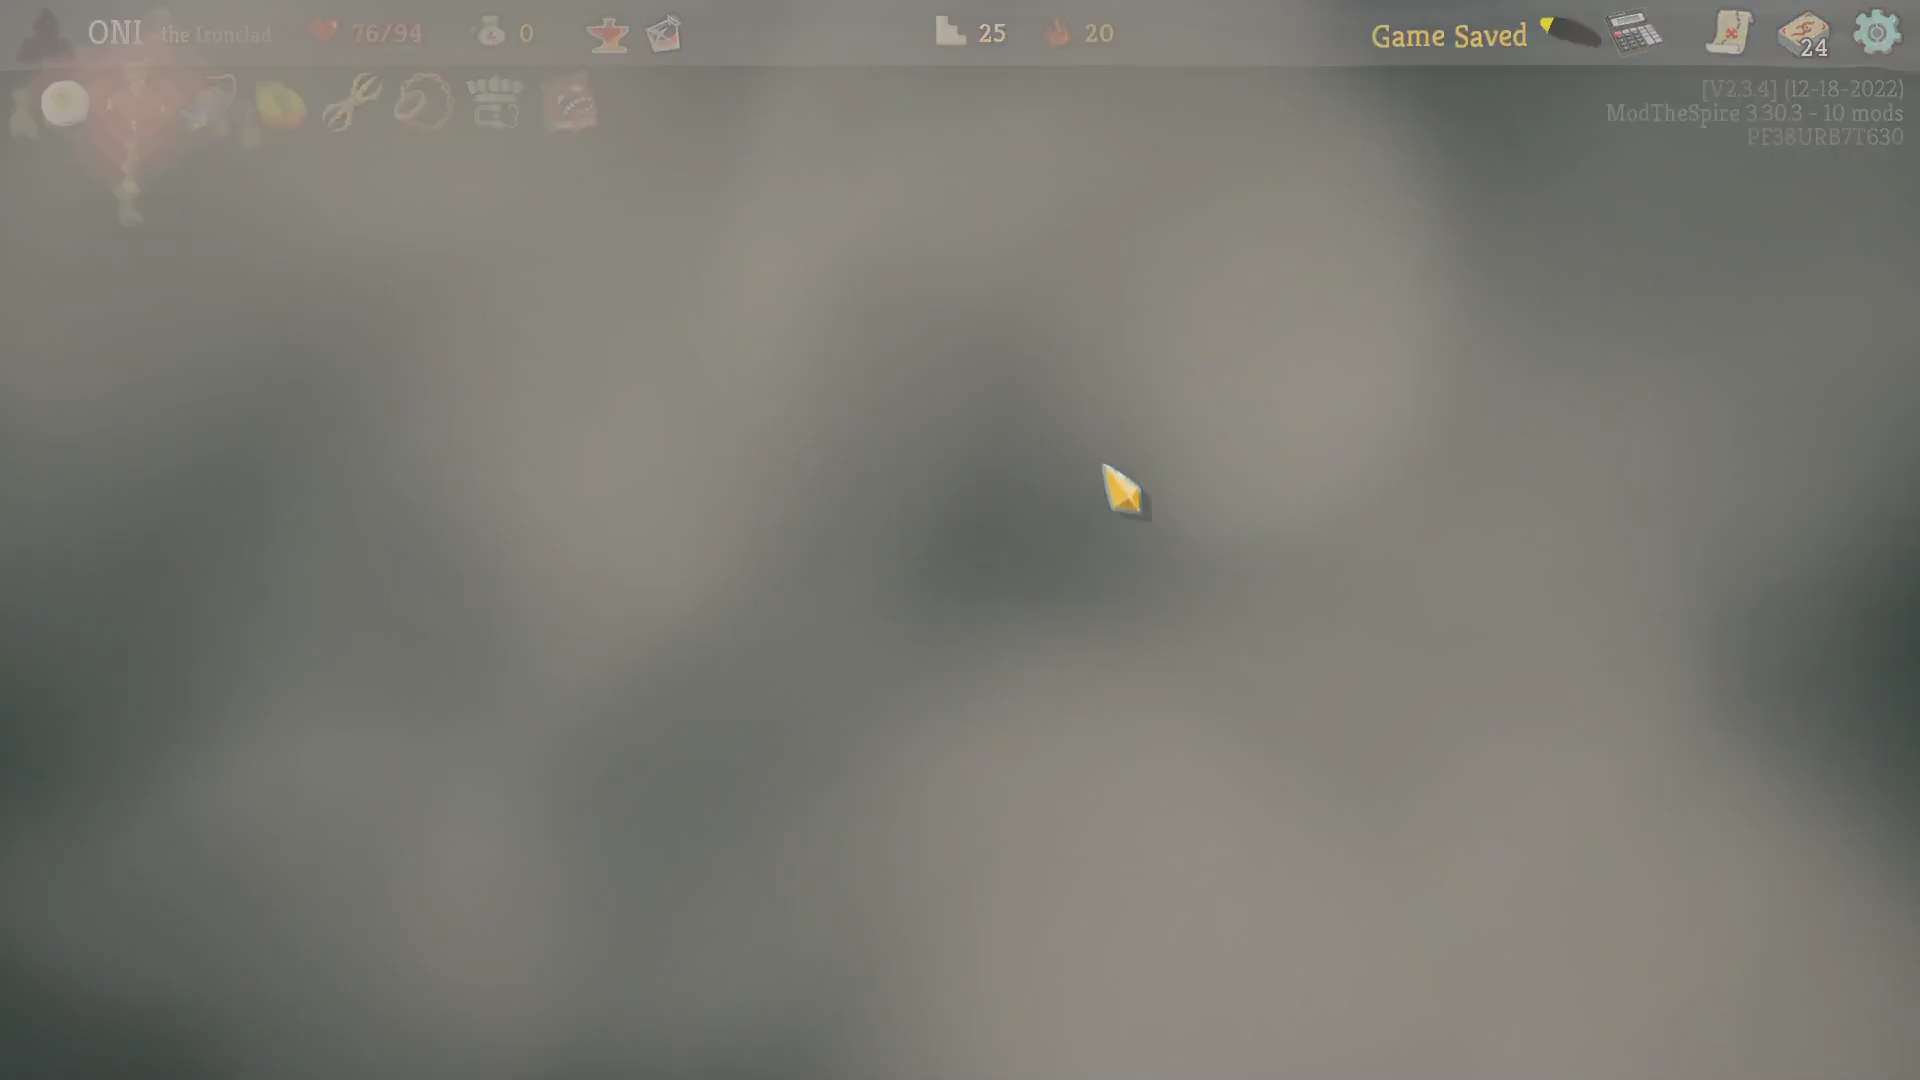 ONI the Ironclad 76/94 0 25 20 Game Saved 24
[V2.3.4] (12-18-2022)
ModTheSpire 3.30.3 - 10 mods
PF38URB7T630